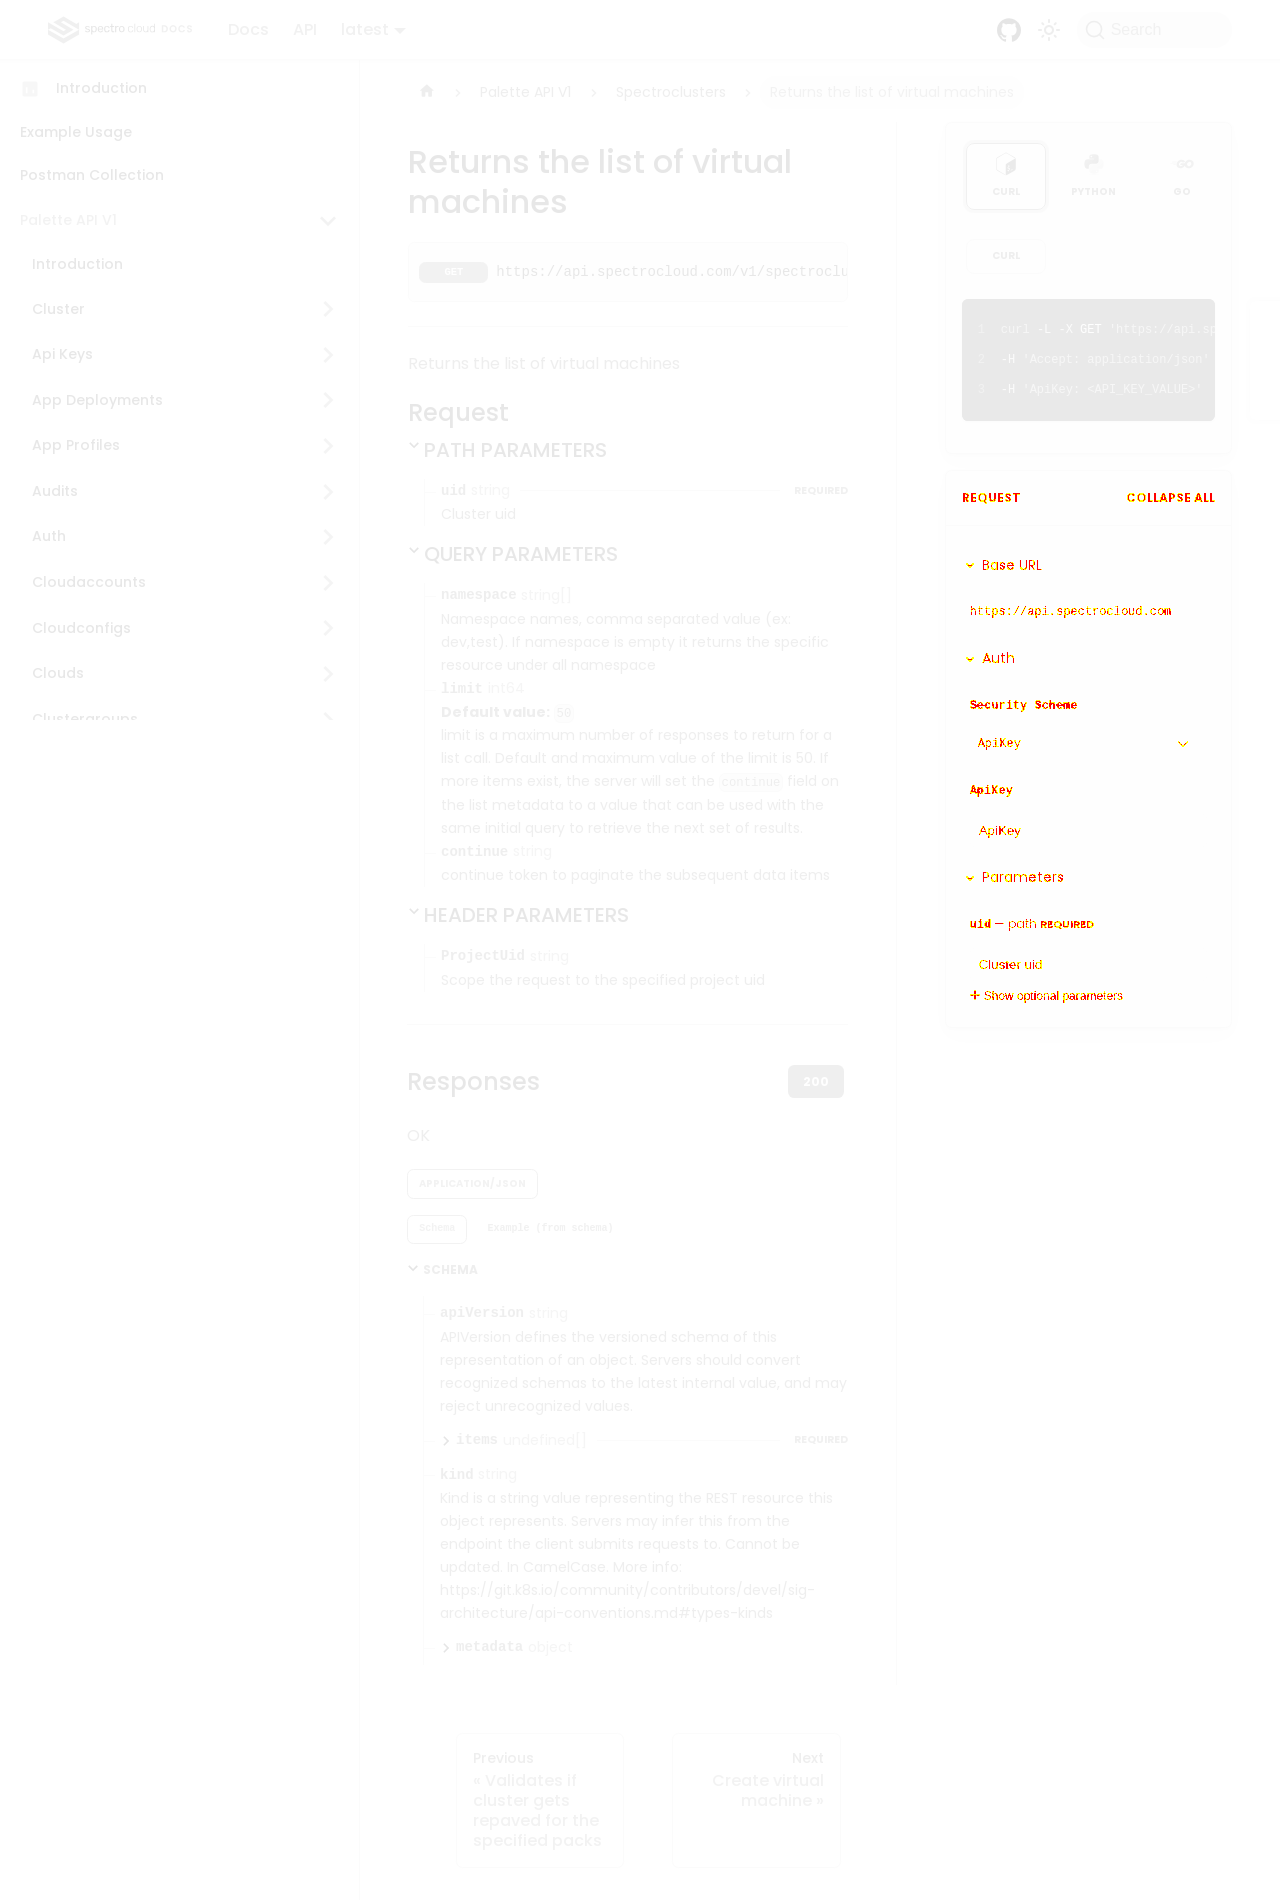 spectro cloud DOCS
Docs
API
latest
Search
Introduction
Example Usage
Postman Collection
Palette API V1
Introduction
Cluster
Api Keys
App Deployments
App Profiles
Audits
Auth
Cloudaccounts
Cloudconfigs
Clouds
Clustergroups
Palette API V1
Spectroclusters
Returns the list of virtual machines
Returns the list of virtual
machines
GET https://api.spectrocloud.com/v1/spectroclu
Returns the list of virtual machines
Request
PATH PARAMETERS
uid string REQUIRED
Cluster uid
QUERY PARAMETERS
namespace string[]
Namespace names, comma separated value (ex:
dev,test). If namespace is empty it returns the specific
resource under all namespace
limit int64
Default value: 50
limit is a maximum number of responses to return for a
list call. Default and maximum value of the limit is 50. If
more items exist, the server will set the continue field on
the list metadata to a value that can be used with the
same initial query to retrieve the next set of results.
continue string
continue token to paginate the subsequent data items
HEADER PARAMETERS
ProjectUid string
Scope the request to the specified project uid
Responses
200
OK
APPLICATION/JSON
Schema
Example (from schema)
SCHEMA
apiVersion string
APIVersion defines the versioned schema of this
representation of an object. Servers should convert
recognized schemas to the latest internal value, and may
reject unrecognized values.
items undefined[] REQUIRED
kind string
Kind is a string value representing the REST resource this
object represents. Servers may infer this from the
endpoint the client submits requests to. Cannot be
updated. In CamelCase. More info:
https://git.k8s.io/community/contributors/devel/sig-
architecture/api-conventions.md#types-kinds
metadata object
Previous
« Validates if
cluster gets
repaved for the
specified packs
Next
Create virtual
machine »
CURL
PYTHON
GO
CURL
1 curl -L -X GET 'https://api.sp
2 -H 'Accept: application/json'
3 -H 'ApiKey: <API_KEY_VALUE>'
REQUEST
COLLAPSE ALL
Base URL
https://api.spectrocloud.com
Auth
Security Scheme
ApiKey
ApiKey
ApiKey
Parameters
uid — path REQUIRED
Cluster uid
Show optional parameters